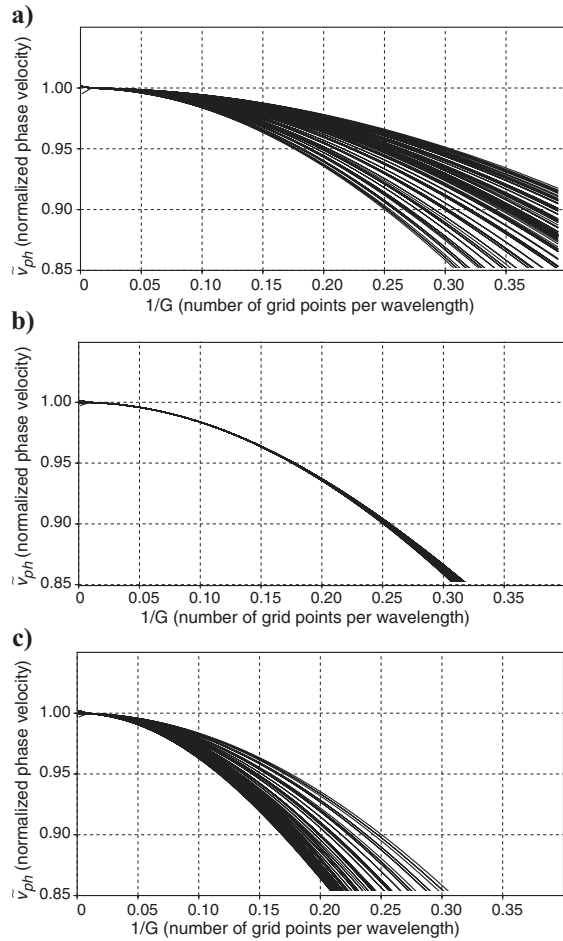 a)
ṽph (normalized phase velocity)
1.00
0.95
0.90
0.85
0 0.05 0.10 0.15 0.20 0.25 0.30 0.35
1/G (number of grid points per wavelength)
b)
ṽph (normalized phase velocity)
1.00
0.95
0.90
0.85
0 0.05 0.10 0.15 0.20 0.25 0.30 0.35
1/G (number of grid points per wavelength)
c)
ṽph (normalized phase velocity)
1.00
0.95
0.90
0.85
0 0.05 0.10 0.15 0.20 0.25 0.30 0.35
1/G (number of grid points per wavelength)